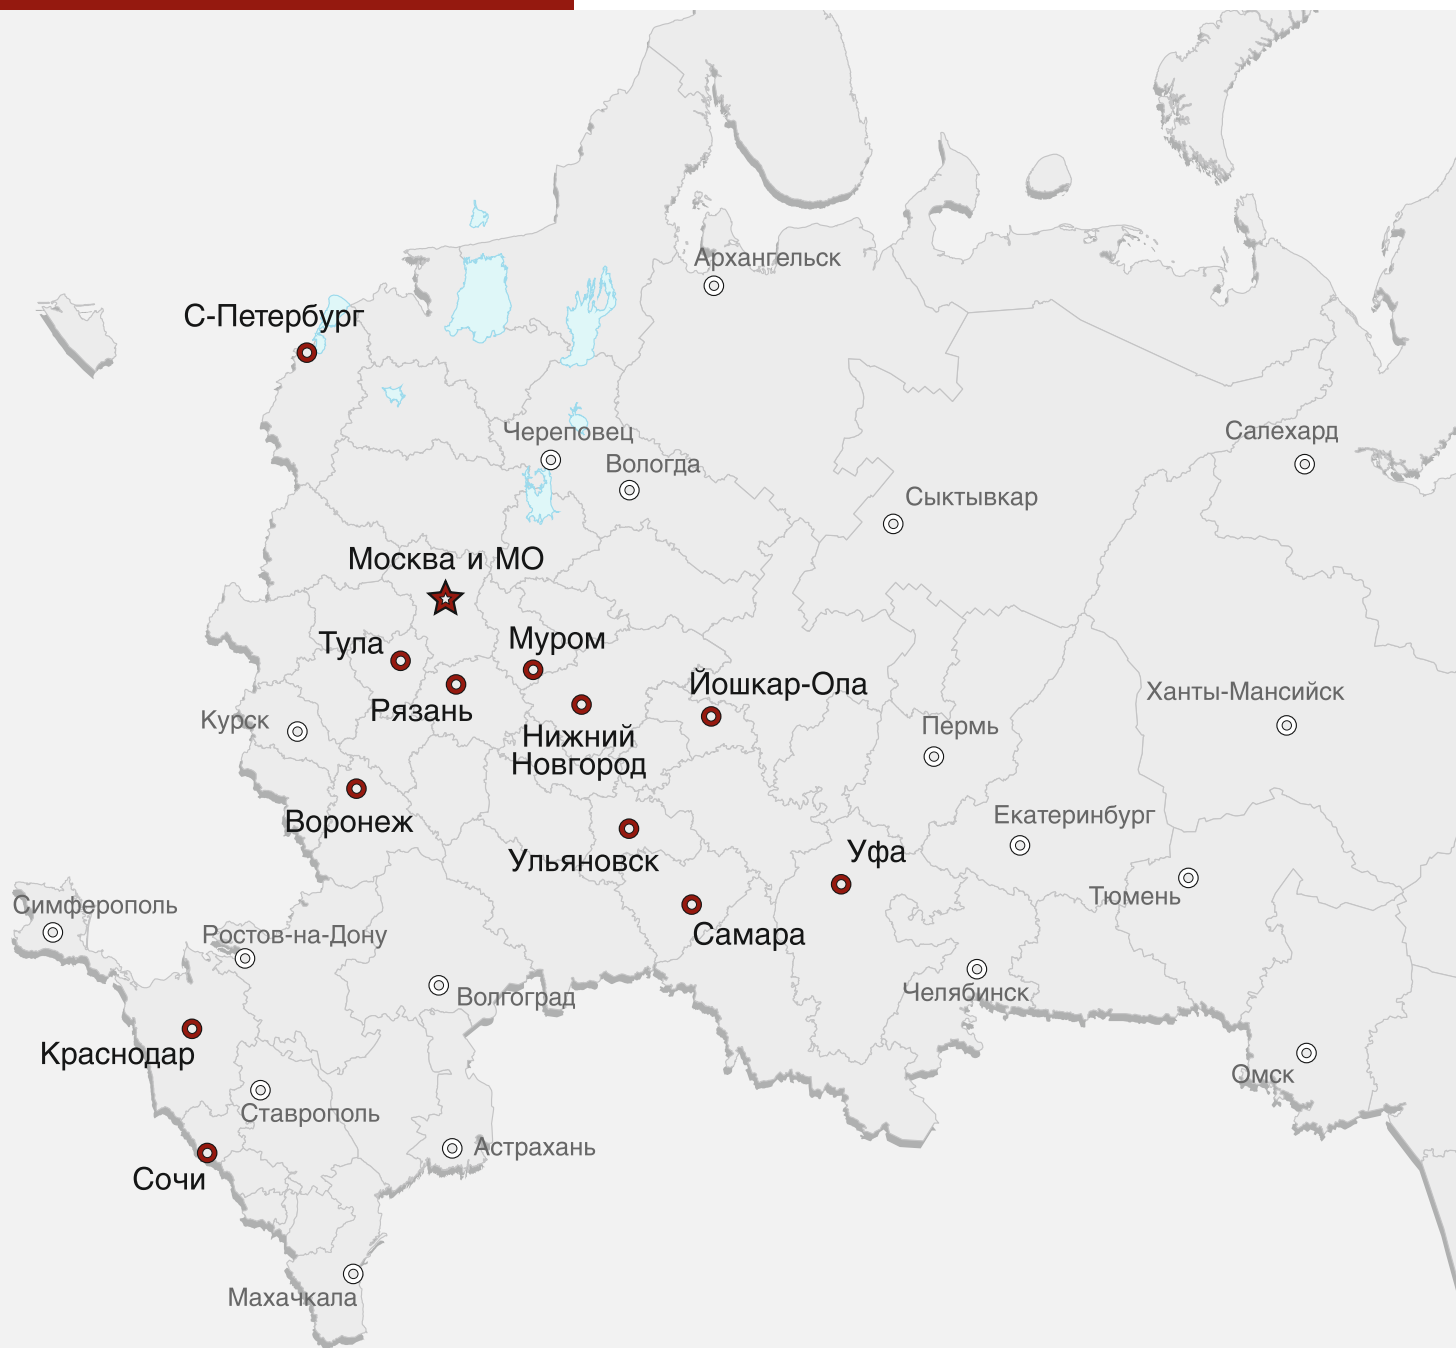 Архангельск
С-Петербург
Череповец
Салехард
Вологда
Сыктывкар
Москва и МО
Тула
Муром
Йошкар-Ола
Ханты-Мансийск
Рязань
Курск
Пермь
Нижний
Новгород
Екатеринбург
Воронеж
Уфа
Ульяновск
Тюмень
Симферополь
Ростов-на-Дону
Самара
Челябинск
Волгоград
Краснодар
Омск
Ставрополь
Астрахань
Сочи
Махачкала